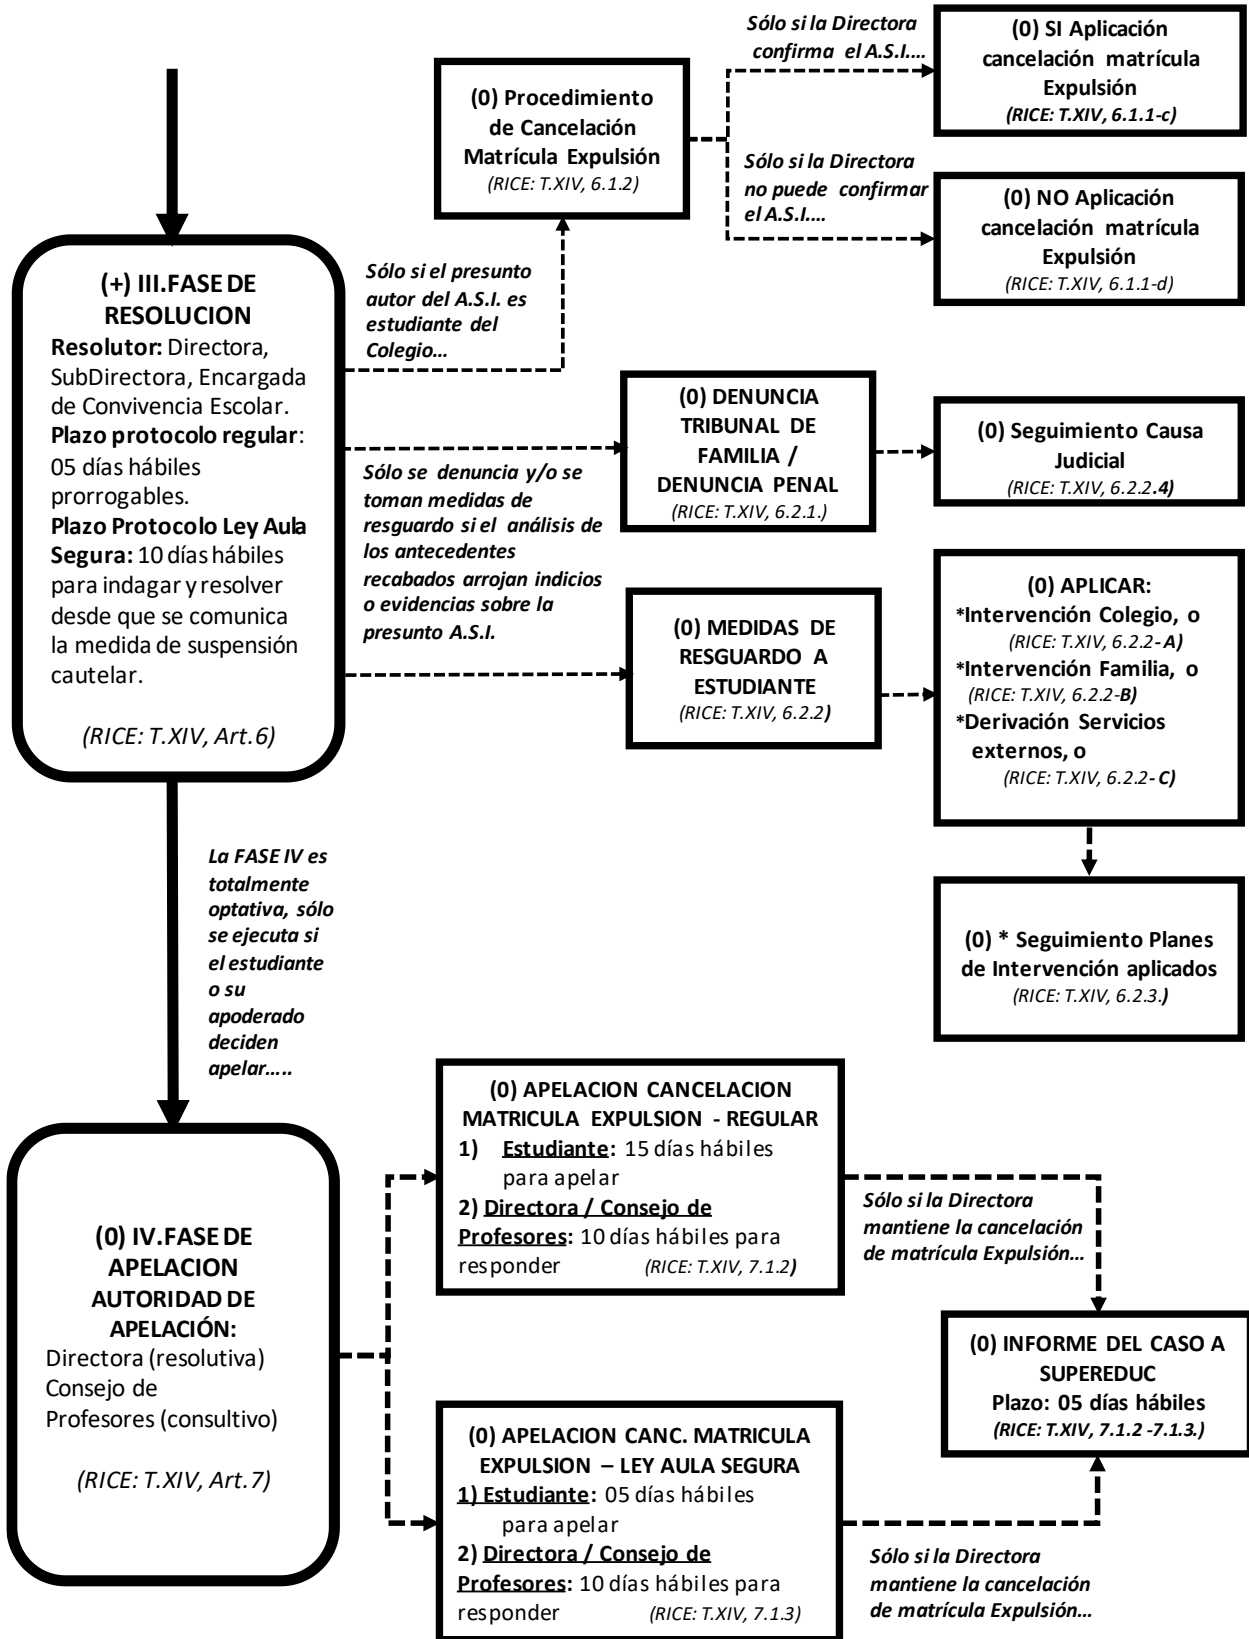 Sólo si la Directora
confirma el A.S.I....
(0) SI Aplicación
cancelación matrícula
Expulsión
(RICE: T.XIV, 6.1.1-c)
(0) Procedimiento
de Cancelación
Matrícula Expulsión
(RICE: T.XIV, 6.1.2)
Sólo si la Directora
no puede confirmar
el A.S.I....
(0) NO Aplicación
cancelación matrícula
Expulsión
(RICE: T.XIV, 6.1.1-d)
(+) III.FASE DE
RESOLUCION
Resolutor: Directora,
SubDirectora, Encargada
de Convivencia Escolar.
Plazo protocolo regular:
05 días hábiles
prorrogables.
Plazo Protocolo Ley Aula
Segura: 10 días hábiles
para indagar y resolver
desde que se comunica
la medida de suspensión
cautelar.
(RICE: T.XIV, Art.6)
Sólo si el presunto
autor del A.S.I. es
estudiante del
Colegio...
Sólo se denuncia y/o se
toman medidas de
resguardo si el análisis de
los antecedentes
recabados arrojan indicios
o evidencias sobre la
presunto A.S.I.
(0) DENUNCIA
TRIBUNAL DE
FAMILIA /
DENUNCIA PENAL
(RICE: T.XIV, 6.2.1.)
(0) Seguimiento Causa
Judicial
(RICE: T.XIV, 6.2.2.4)
(0) MEDIDAS DE
RESGUARDO A
ESTUDIANTE
(RICE: T.XIV, 6.2.2)
(0) APLICAR:
*Intervención Colegio, o
(RICE: T.XIV, 6.2.2- A)
*Intervención Familia, o
(RICE: T.XIV, 6.2.2-B)
*Derivación Servicios
externos, o
(RICE: T.XIV, 6.2.2- C)
(0) * Seguimiento Planes
de Intervención aplicados
(RICE: T.XIV, 6.2.3.)
La FASE IV es
totalmente
optativa, sólo
se ejecuta si
el estudiante
o su
apoderado
deciden
apelar.....
(0) IV.FASE DE
APELACION
AUTORIDAD DE
APELACIÓN:
Directora (resolutiva)
Consejo de
Profesores (consultivo)
(RICE: T.XIV, Art.7)
(0) APELACION CANCELACION
MATRICULA EXPULSION - REGULAR
1) Estudiante: 15 días hábiles
para apelar
2) Directora / Consejo de
Profesores: 10 días hábiles para
responder (RICE: T.XIV, 7.1.2)
Sólo si la Directora
mantiene la cancelación
de matrícula Expulsión...
(0) INFORME DEL CASO A
SUPEREDUC
Plazo: 05 días hábiles
(RICE: T.XIV, 7.1.2 -7.1.3.)
(0) APELACION CANC. MATRICULA
EXPULSION – LEY AULA SEGURA
1) Estudiante: 05 días hábiles
para apelar
2) Directora / Consejo de
Profesores: 10 días hábiles para
responder (RICE: T.XIV, 7.1.3)
Sólo si la Directora
mantiene la cancelación
de matrícula Expulsión...